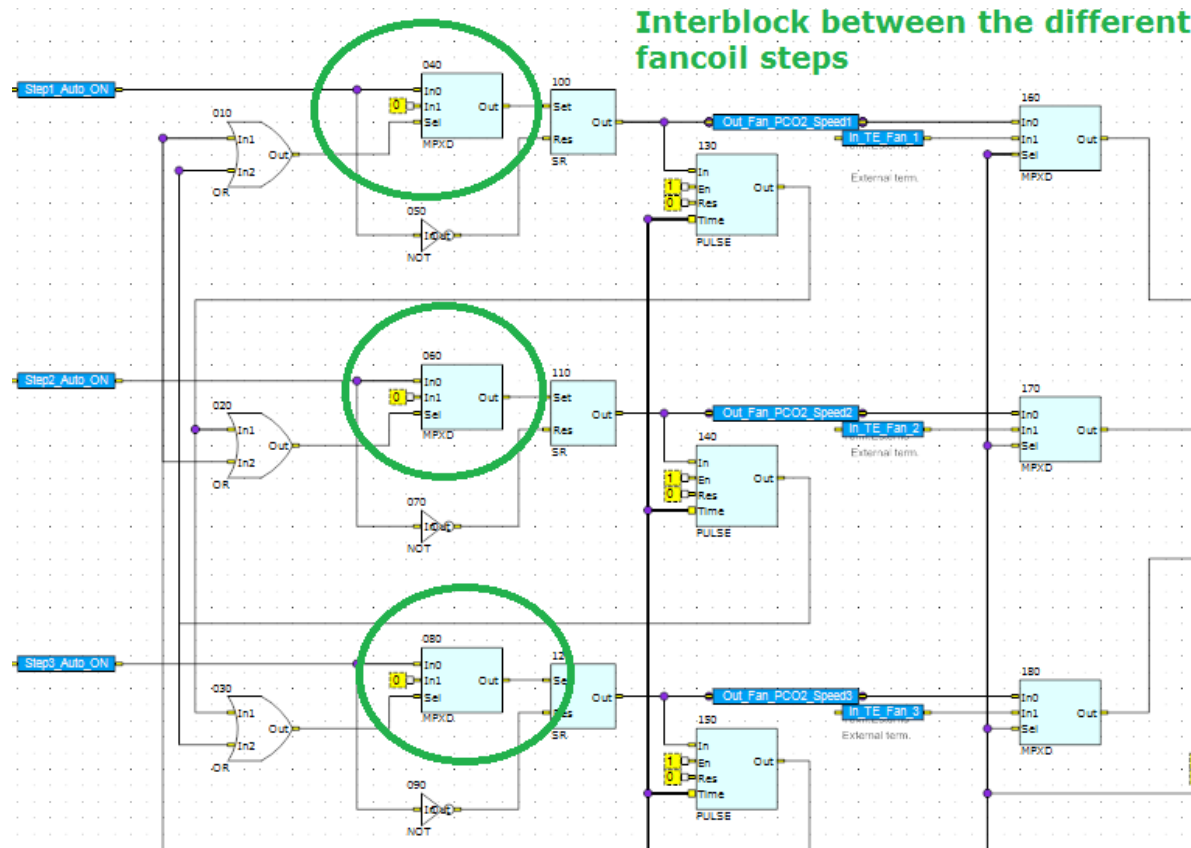 Interblock between the different
fancoil steps
Step1_Auto_ON
010
In1
In2
Out
OR
040
In0
0 In1
Sel
Out
MPXD
050
NOT
100
Set
Res
Out
SR
Out_Fan_PCO2_Speed1
In_TE_Fan_1
External term.
130
In
1 En
0 Res
Time
Out
PULSE
160
In0
In1
Sel
Out
MPXD
Step2_Auto_ON
020
In1
In2
Out
OR
060
In0
0 In1
Sel
Out
MPXD
070
NOT
110
Set
Res
Out
SR
Out_Fan_PCO2_Speed2
In_TE_Fan_2
External term.
140
In
1 En
0 Res
Time
Out
PULSE
170
In0
In1
Sel
Out
MPXD
Step3_Auto_ON
030
In1
In2
Out
OR
080
In0
0 In1
Sel
Out
MPXD
090
NOT
Out
SR
Out_Fan_PCO2_Speed3
In_TE_Fan_3
External term.
150
In
1 En
0 Res
Time
Out
PULSE
180
In0
In1
Sel
Out
MPXD